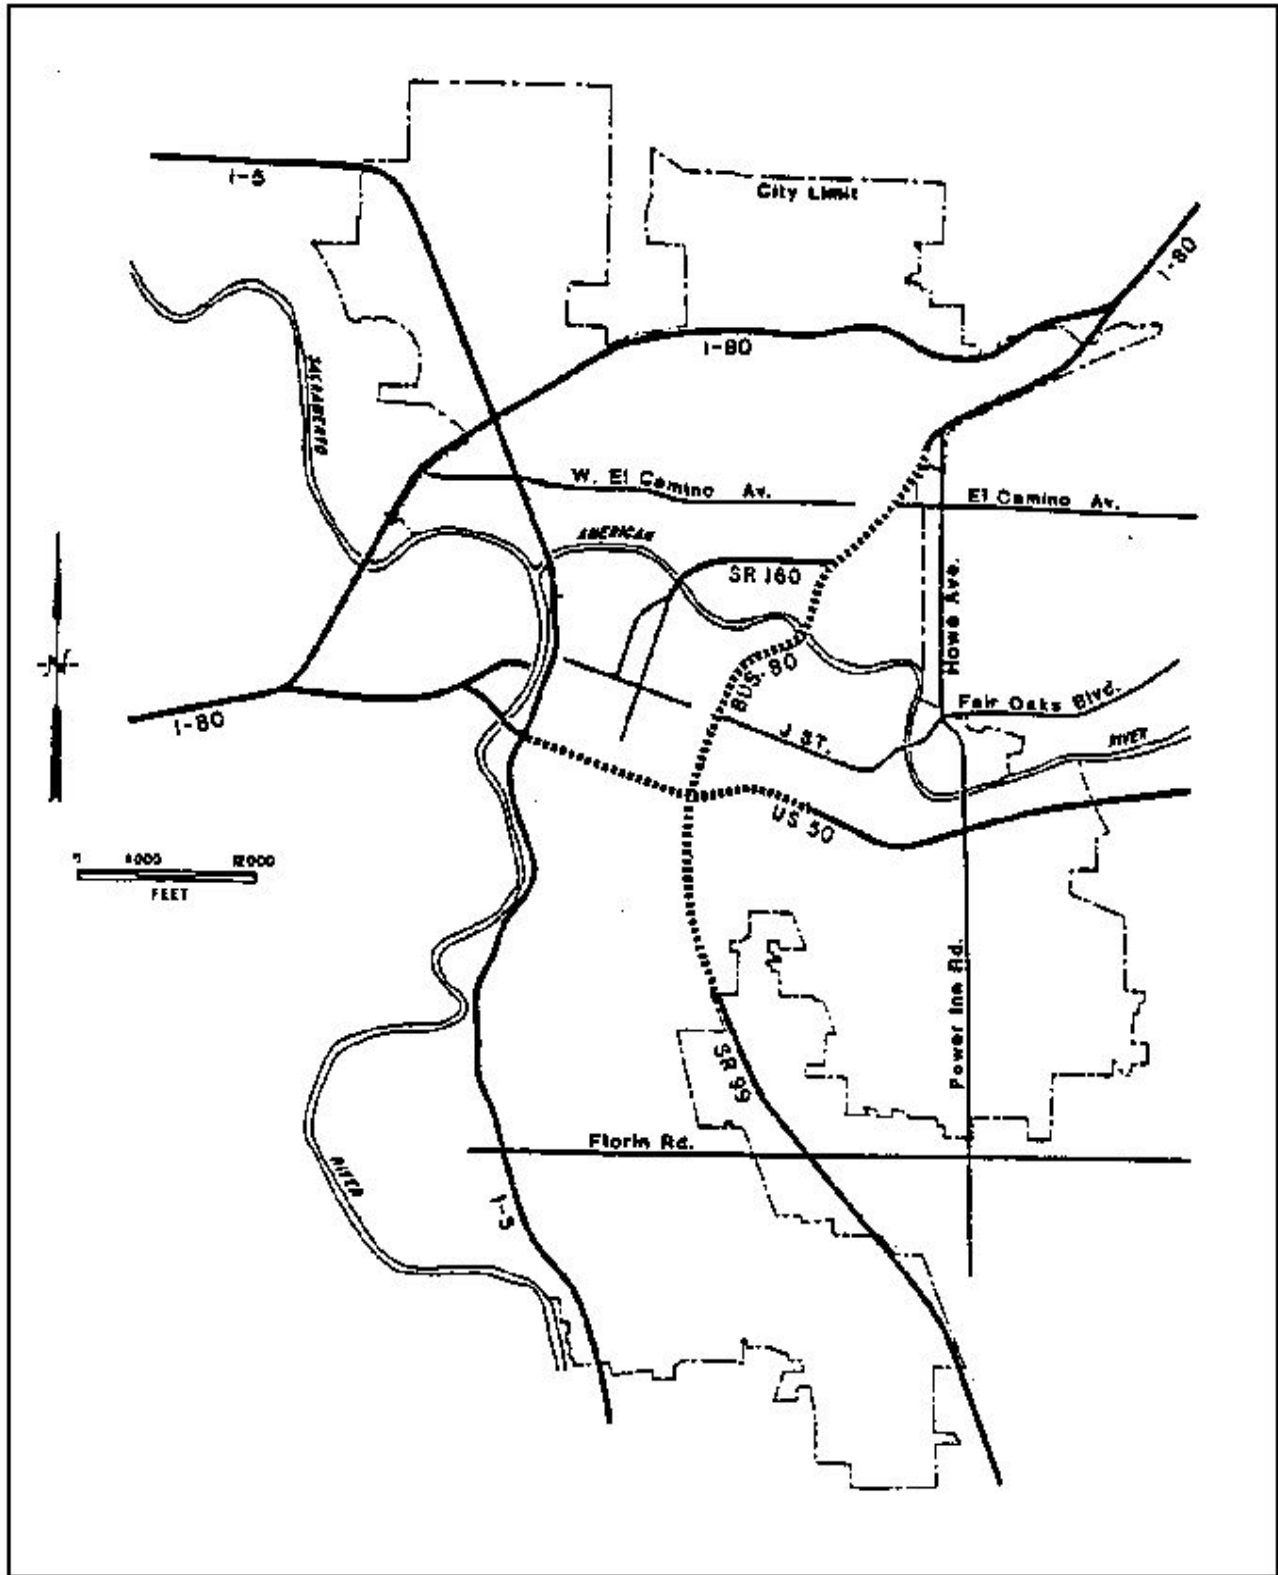 I-5
City Limit
I-80
I-80
SACRAMENTO
W. El Camino Av.
El Camino Av.
AMERICAN
SR 160
Howe Ave.
N
BUS. 80
Fair Oaks Blvd.
I-80
J ST.
RIVER
US 50
12000
FEET
Power Inn Rd.
SR 99
Florin Rd.
RIVER
I-5